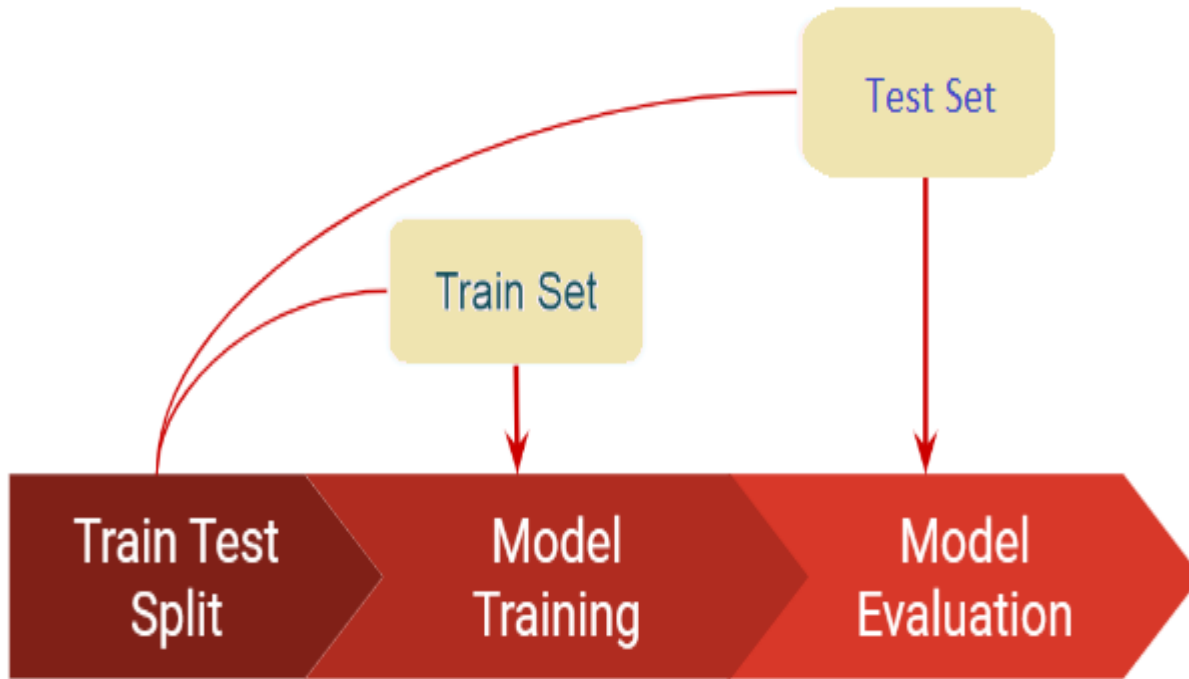 Test Set
Train Set
Train Test
Split
Model
Training
Model
Evaluation